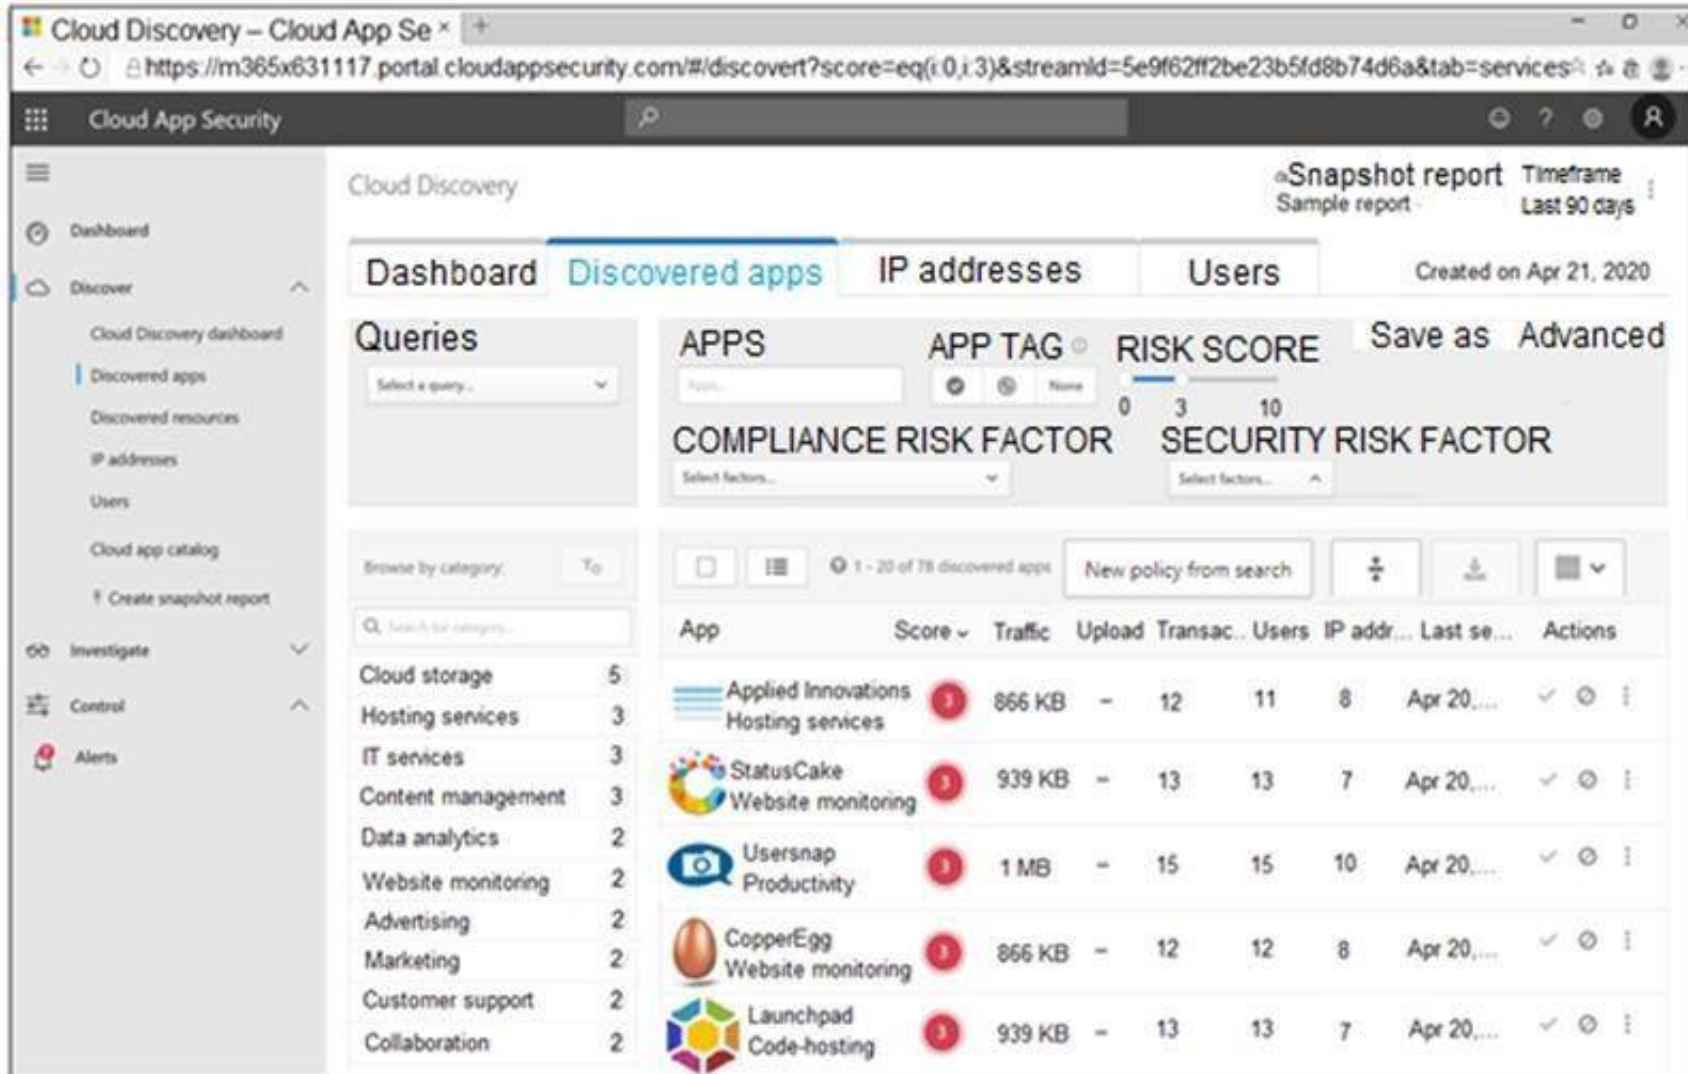 Cloud Discovery – Cloud App Se × +
https://m365x631117.portal.cloudappsecurity.com/#/discovert?score=eq(i:0,i:3)&streamId=5e9f62ff2be23b5fd8b74d6a&tab=services
Cloud App Security ?
Cloud Discovery
Snapshot report
Sample report
Timeframe
Last 90 days
Dashboard
Discover
Cloud Discovery dashboard
Discovered apps
Discovered resources
IP addresses
Users
Cloud app catalog
Create snapshot report
Investigate
Control
Alerts
Dashboard Discovered apps IP addresses Users Created on Apr 21, 2020
Queries
Select a query...
APPS
Apps...
APP TAG
None
RISK SCORE
0 3 10
Save as Advanced
COMPLIANCE RISK FACTOR
Select factors...
SECURITY RISK FACTOR
Select factors...
Browse by category:
Search for category...
Cloud storage 5
Hosting services 3
IT services 3
Content management 3
Data analytics 2
Website monitoring 2
Advertising 2
Marketing 2
Customer support 2
Collaboration 2
1 - 20 of 78 discovered apps New policy from search
App Score Traffic Upload Transac.. Users IP addr... Last se... Actions
Applied Innovations
Hosting services
3 866 KB – 12 11 8 Apr 20,...
StatusCake
Website monitoring
3 939 KB – 13 13 7 Apr 20,...
Usersnap
Productivity
3 1 MB – 15 15 10 Apr 20,...
CopperEgg
Website monitoring
3 866 KB – 12 12 8 Apr 20,...
Launchpad
Code-hosting
3 939 KB – 13 13 7 Apr 20,...